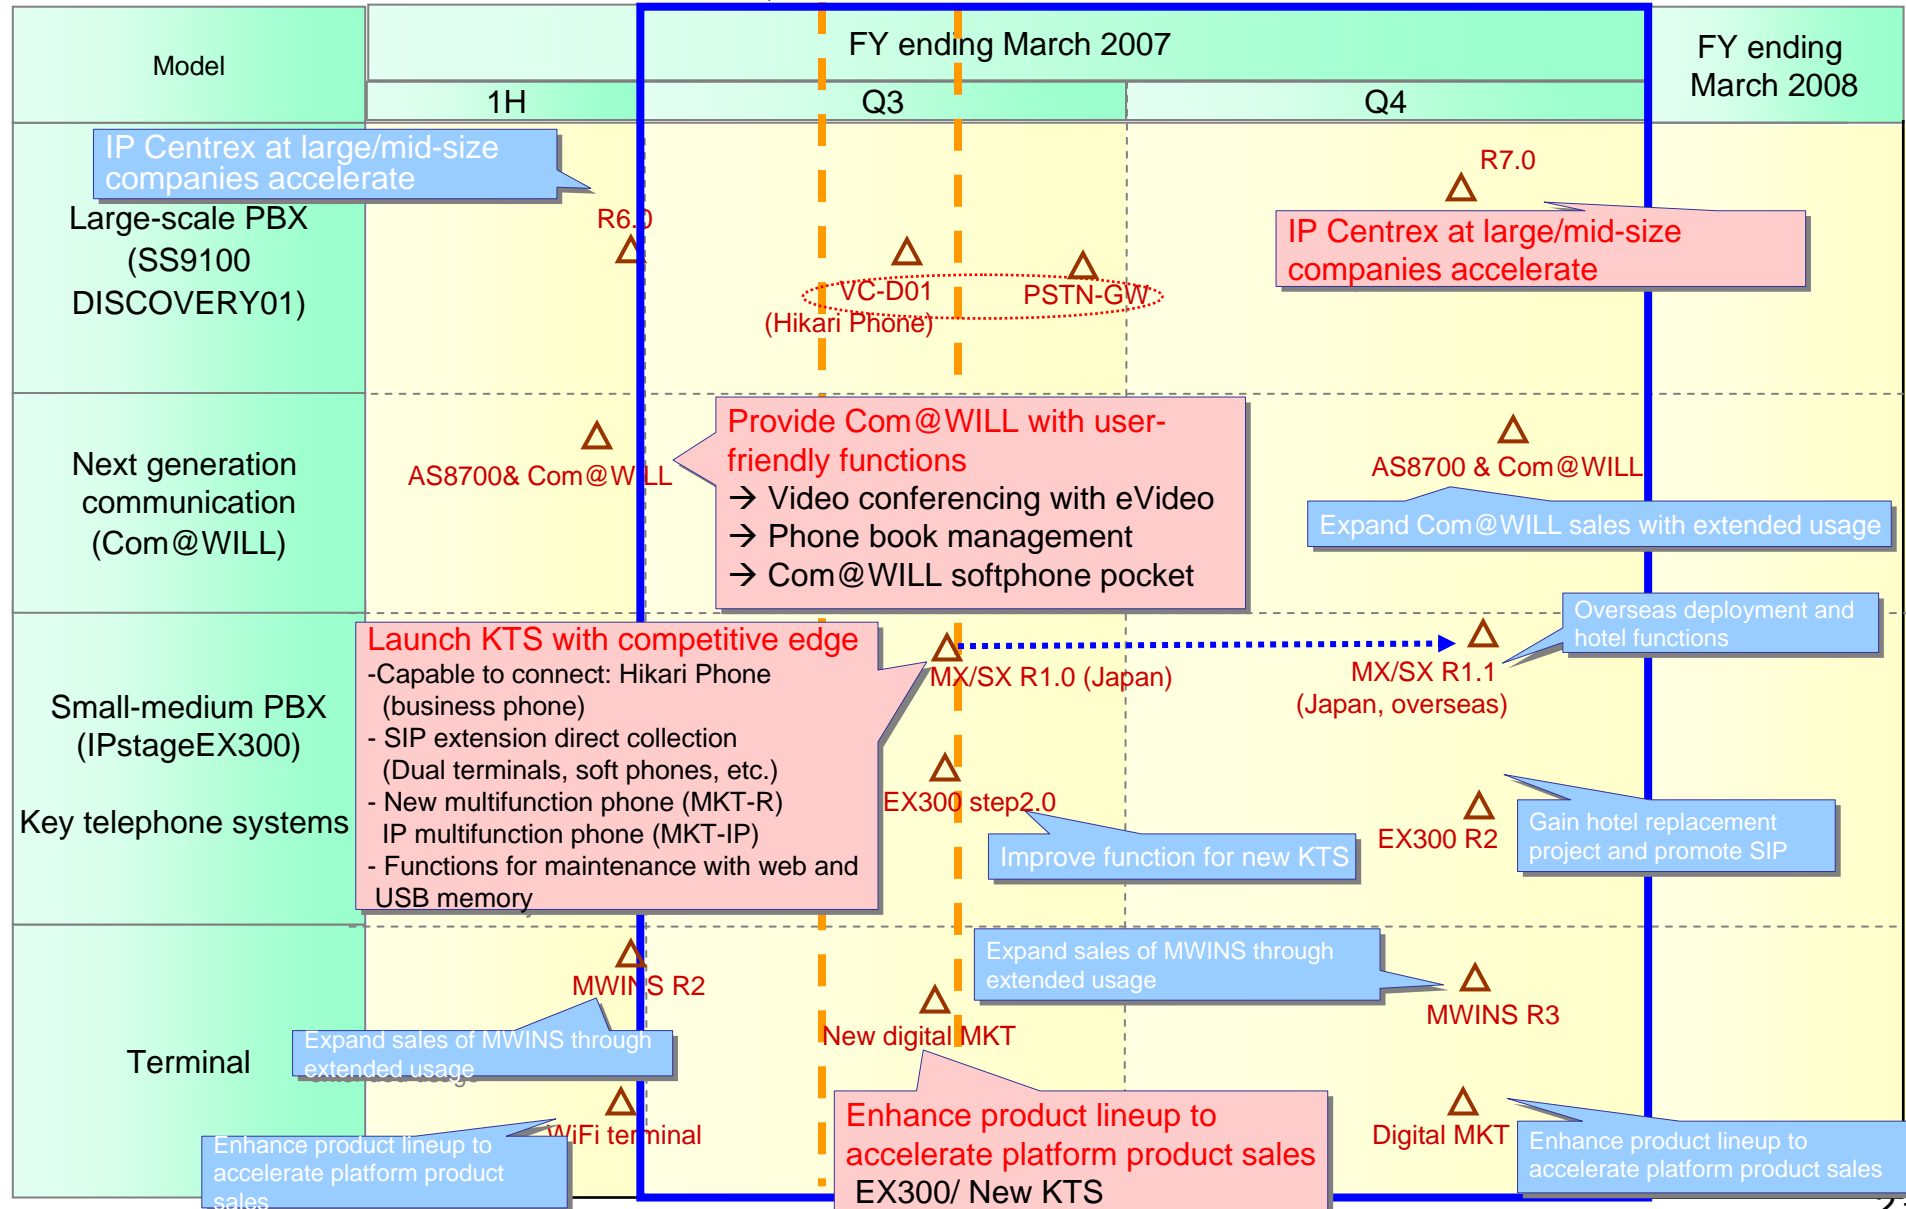 Model
FY ending March 2007
FY ending
March 2008
1H
Q3
Q4
IP Centrex at large/mid-size
companies accelerate
Large-scale PBX
(SS9100
DISCOVERY01)
R6.0
VC-D01
(Hikari Phone)
PSTN-GW
R7.0
IP Centrex at large/mid-size
companies accelerate
Next generation
communication
(Com@WILL)
AS8700& Com@WILL
Provide Com@WILL with user-
friendly functions
→ Video conferencing with eVideo
→ Phone book management
→ Com@WILL softphone pocket
AS8700 & Com@WILL
Expand Com@WILL sales with extended usage
Small-medium PBX
(IPstageEX300)
Key telephone systems
Launch KTS with competitive edge
-Capable to connect: Hikari Phone
(business phone)
- SIP extension direct collection
(Dual terminals, soft phones, etc.)
- New multifunction phone (MKT-R)
IP multifunction phone (MKT-IP)
- Functions for maintenance with web and
USB memory
MX/SX R1.0 (Japan)
MX/SX R1.1
(Japan, overseas)
Overseas deployment and
hotel functions
EX300 step2.0
Improve function for new KTS
EX300 R2
Gain hotel replacement
project and promote SIP
Terminal
MWINS R2
Expand sales of MWINS through
extended usage
WiFi terminal
Enhance product lineup to
accelerate platform product
sales
New digital MKT
Enhance product lineup to
accelerate platform product sales
EX300/ New KTS
Expand sales of MWINS through
extended usage
MWINS R3
Digital MKT
Enhance product lineup to
accelerate platform product sales